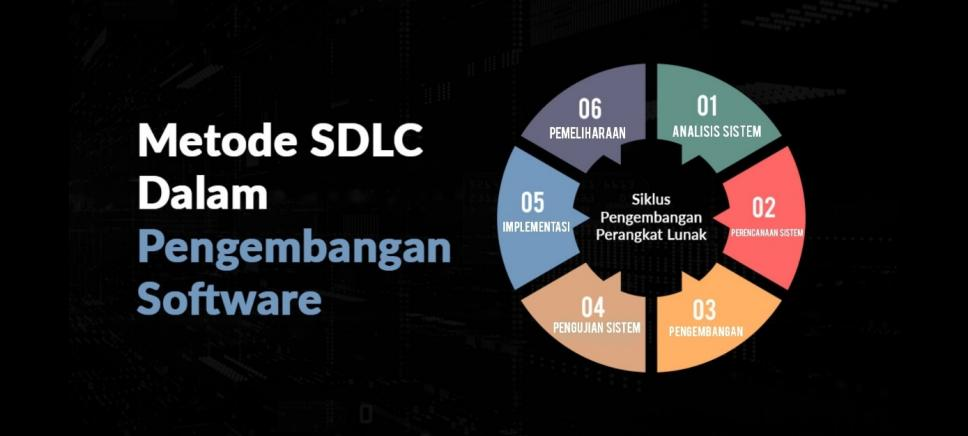 Metode SDLC
Dalam
Pengembangan
Software
01
ANALISIS SISTEM
02
PERENCANAAN SISTEM
03
PENGEMBANGAN
04
PENGUJIAN SISTEM
05
IMPLEMENTASI
06
PEMELIHARAAN
Siklus
Pengembangan
Perangkat Lunak